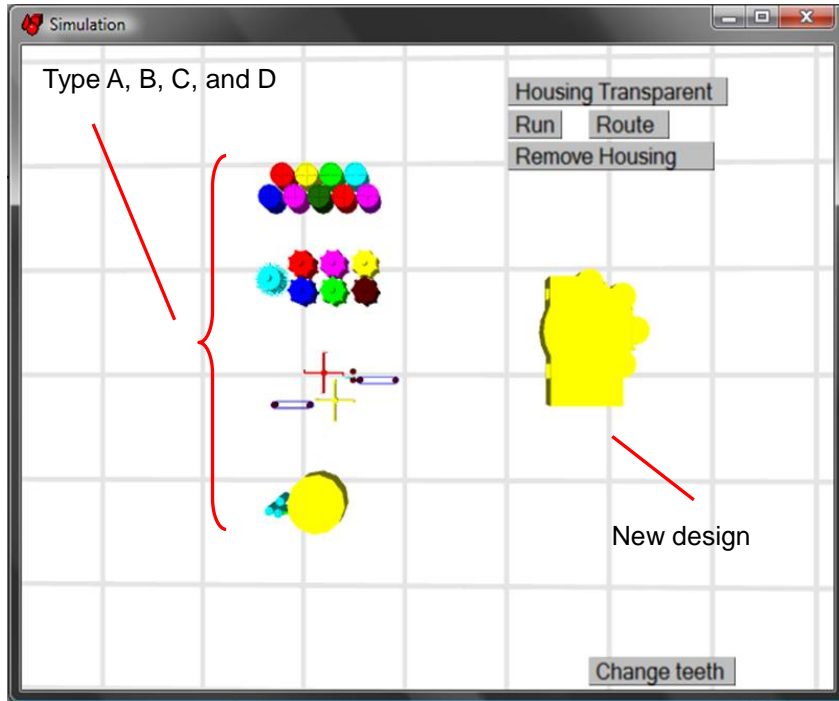 Simulation
Type A, B, C, and D
Housing Transparent
Run
Route
Remove Housing
New design
Change teeth